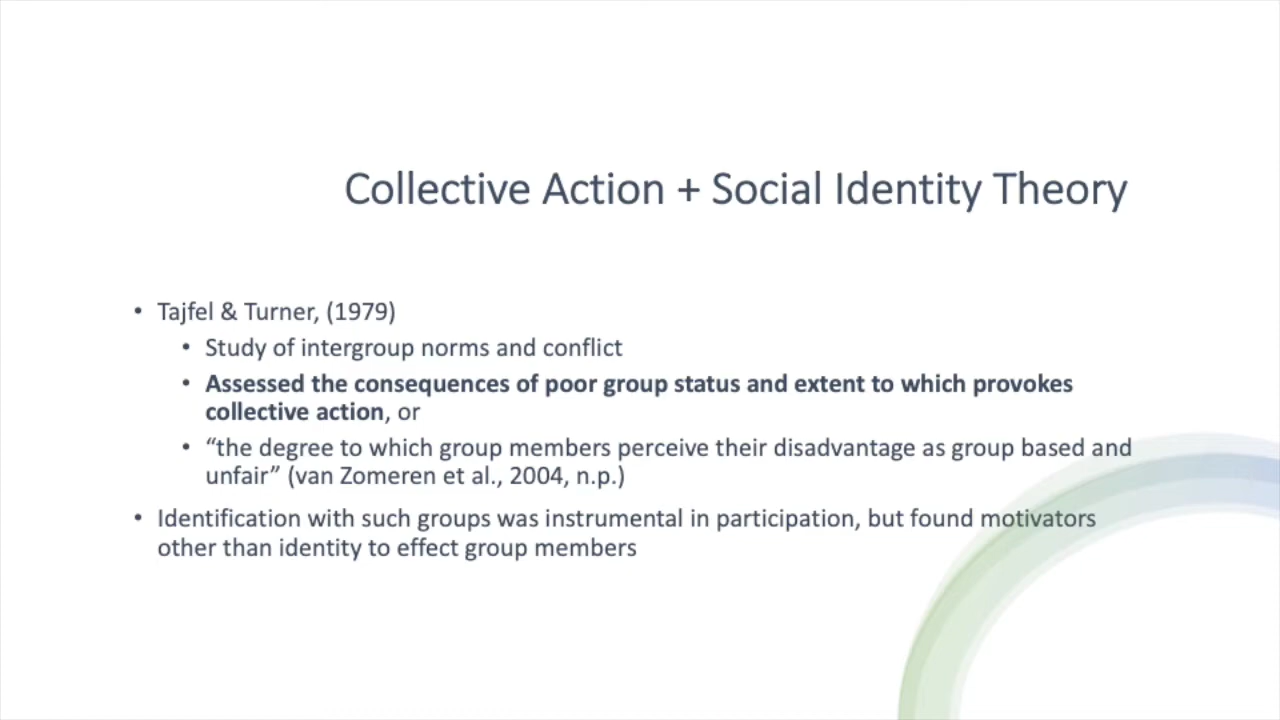 Collective Action + Social Identity Theory
• Tajfel & Turner, (1979)
• Study of intergroup norms and conflict
• Assessed the consequences of poor group status and extent to which provokes
collective action, or
• “the degree to which group members perceive their disadvantage as group based and
unfair” (van Zomeren et al., 2004, n.p.)
• Identification with such groups was instrumental in participation, but found motivators
other than identity to effect group members